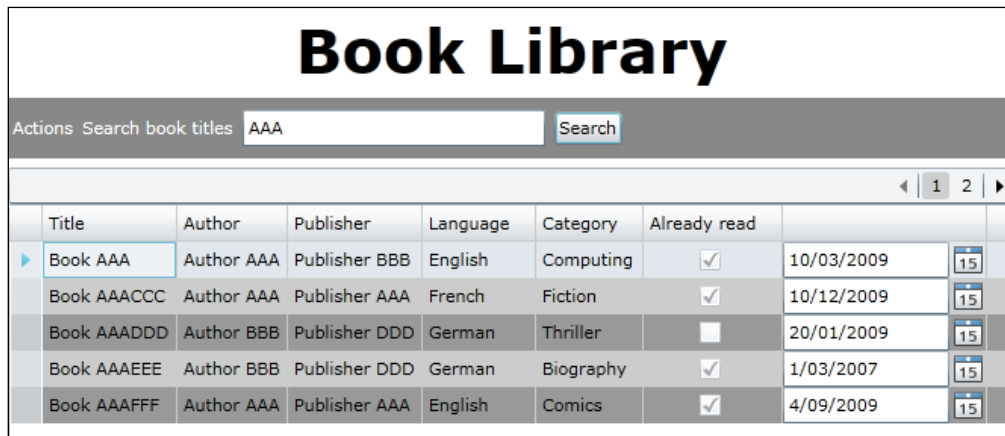 Book Library
Actions Search book titles AAA Search
1 2
Title Author Publisher Language Category Already read
Book AAA Author AAA Publisher BBB English Computing 10/03/2009 15
Book AAACCC Author AAA Publisher AAA French Fiction 10/12/2009 15
Book AAADDD Author BBB Publisher DDD German Thriller 20/01/2009 15
Book AAAEEE Author BBB Publisher DDD German Biography 1/03/2007 15
Book AAAFFF Author AAA Publisher AAA English Comics 4/09/2009 15